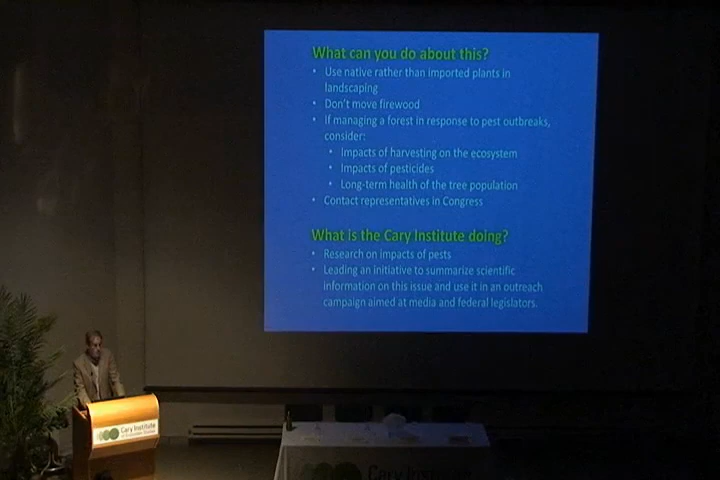 What can you do about this?
• Use native rather than imported plants in
landscaping
• Don't move firewood
• If managing a forest in response to pest outbreaks,
consider:
• Impacts of harvesting on the ecosystem
• Impacts of pesticides
• Long-term health of the tree population
• Contact representatives in Congress
What is the Cary Institute doing?
• Research on impacts of pests
• Leading an initiative to summarize scientific
information on this issue and use it in an outreach
campaign aimed at media and federal legislators.
Cary Institute
Cary Institute